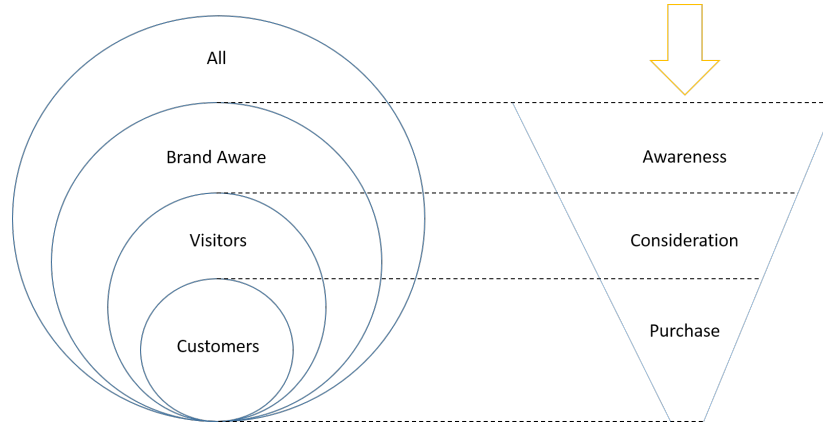 All
Brand Aware
Awareness
Visitors
Consideration
Customers
Purchase